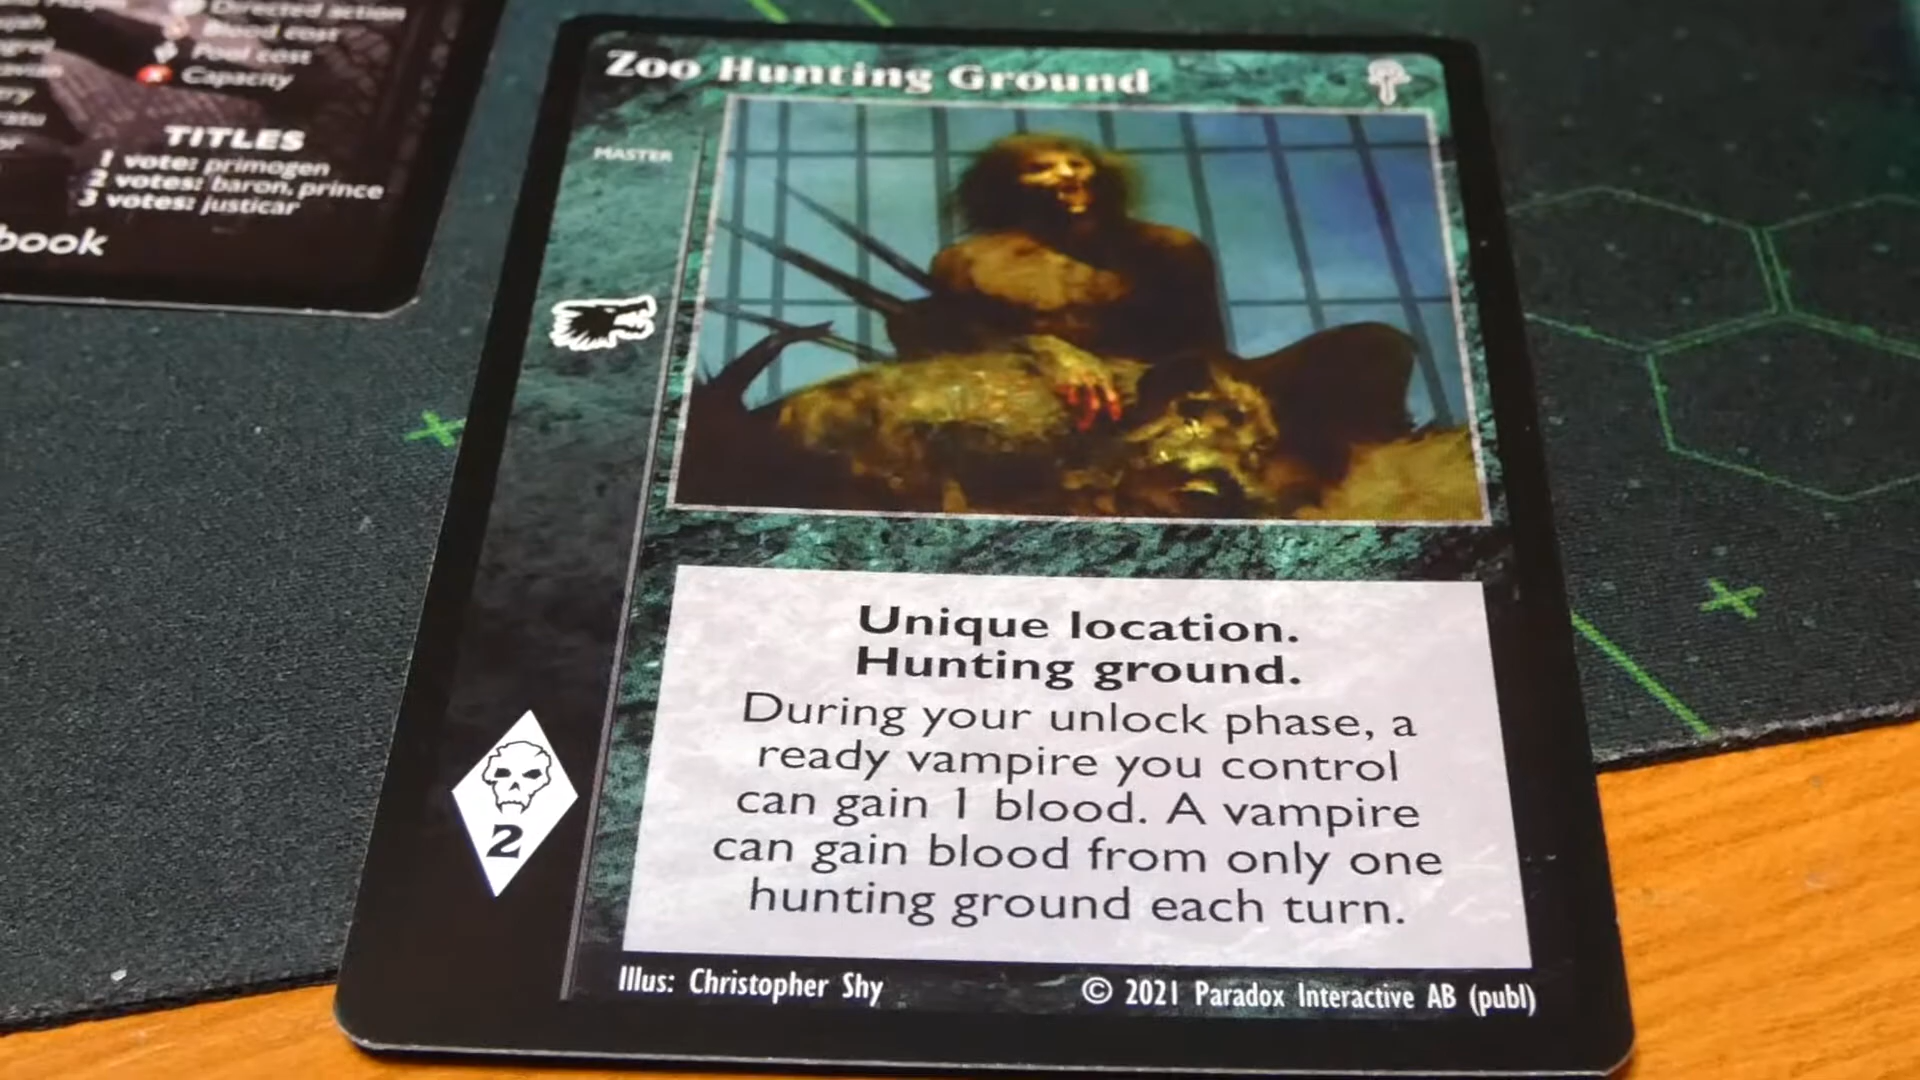 Directed action
Blood cost
Pool cost
Capacity
TITLES
1 vote: primogen
2 votes: baron, prince
3 votes: justicar
book
Zoo Hunting Ground
MASTER
Unique location.
Hunting ground.
During your unlock phase, a
ready vampire you control
can gain 1 blood. A vampire
can gain blood from only one
hunting ground each turn.
2
Illus: Christopher Shy
© 2021 Paradox Interactive AB (publ)